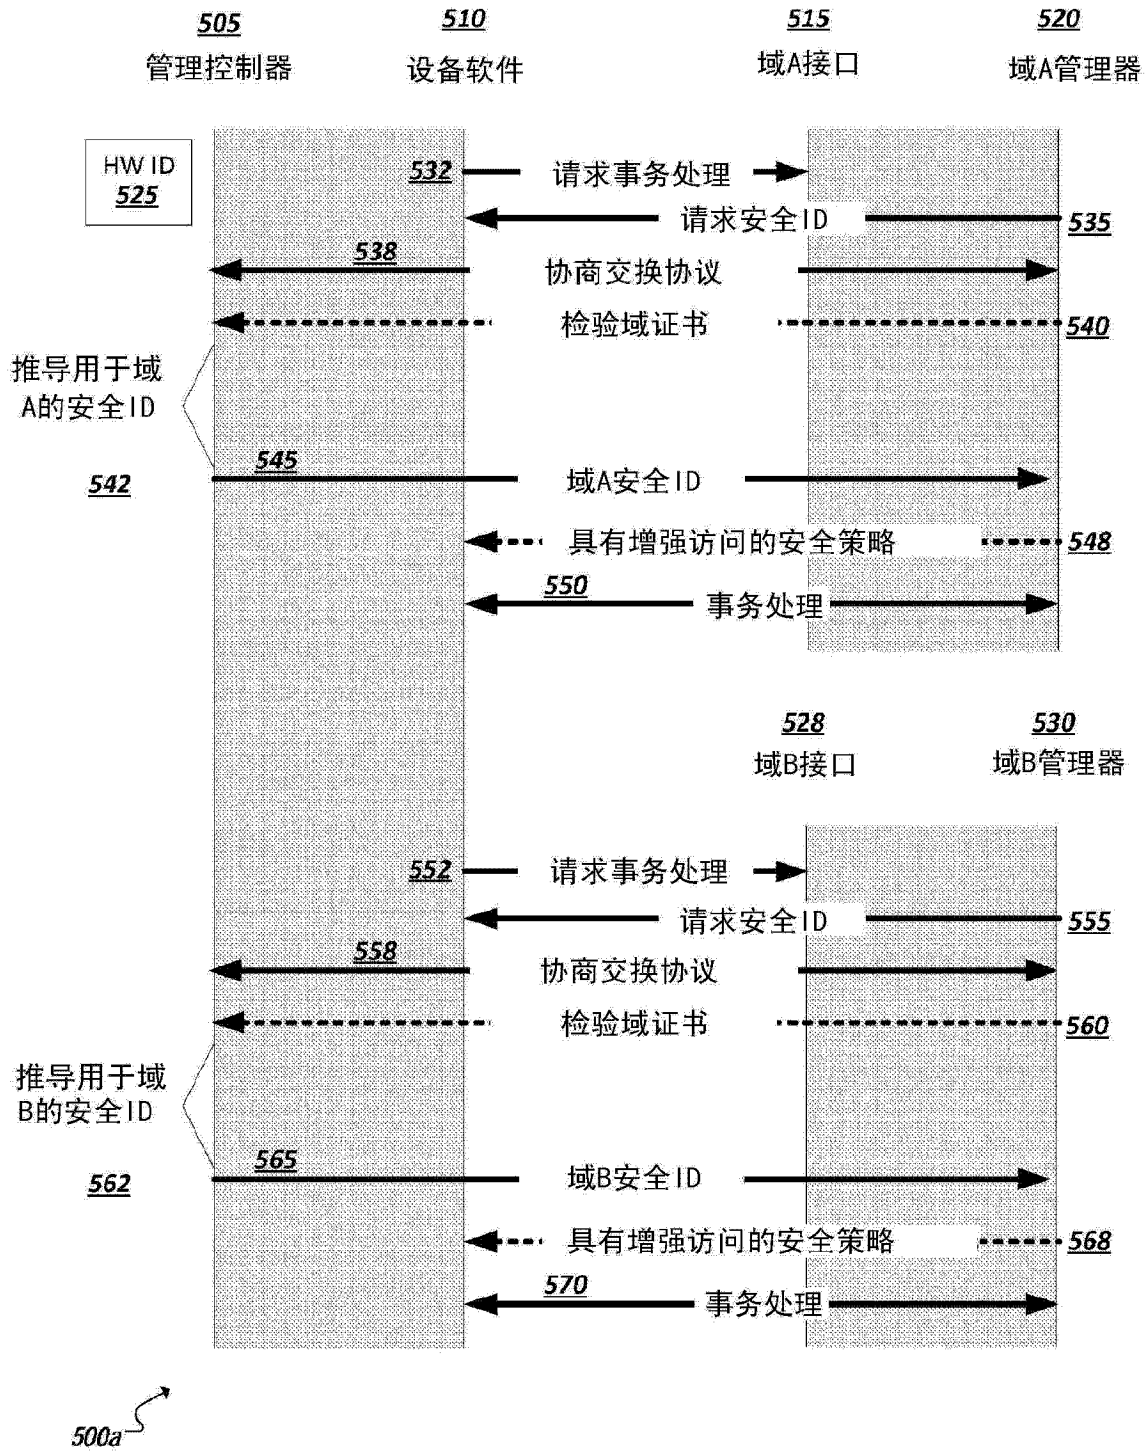 505 510 515 520
管理控制器 设备软件 域A接口 域A管理器
HW ID
525
532 请求事务处理
请求安全ID 535
538 协商交换协议
检验域证书 540
推导用于域
A的安全ID
542
545 域A安全ID
具有增强访问的安全策略 548
550 事务处理
528 530
域B接口 域B管理器
552 请求事务处理
请求安全ID 555
558 协商交换协议
检验域证书 560
推导用于域
B的安全ID
562
565 域B安全ID
具有增强访问的安全策略 568
570 事务处理
500a